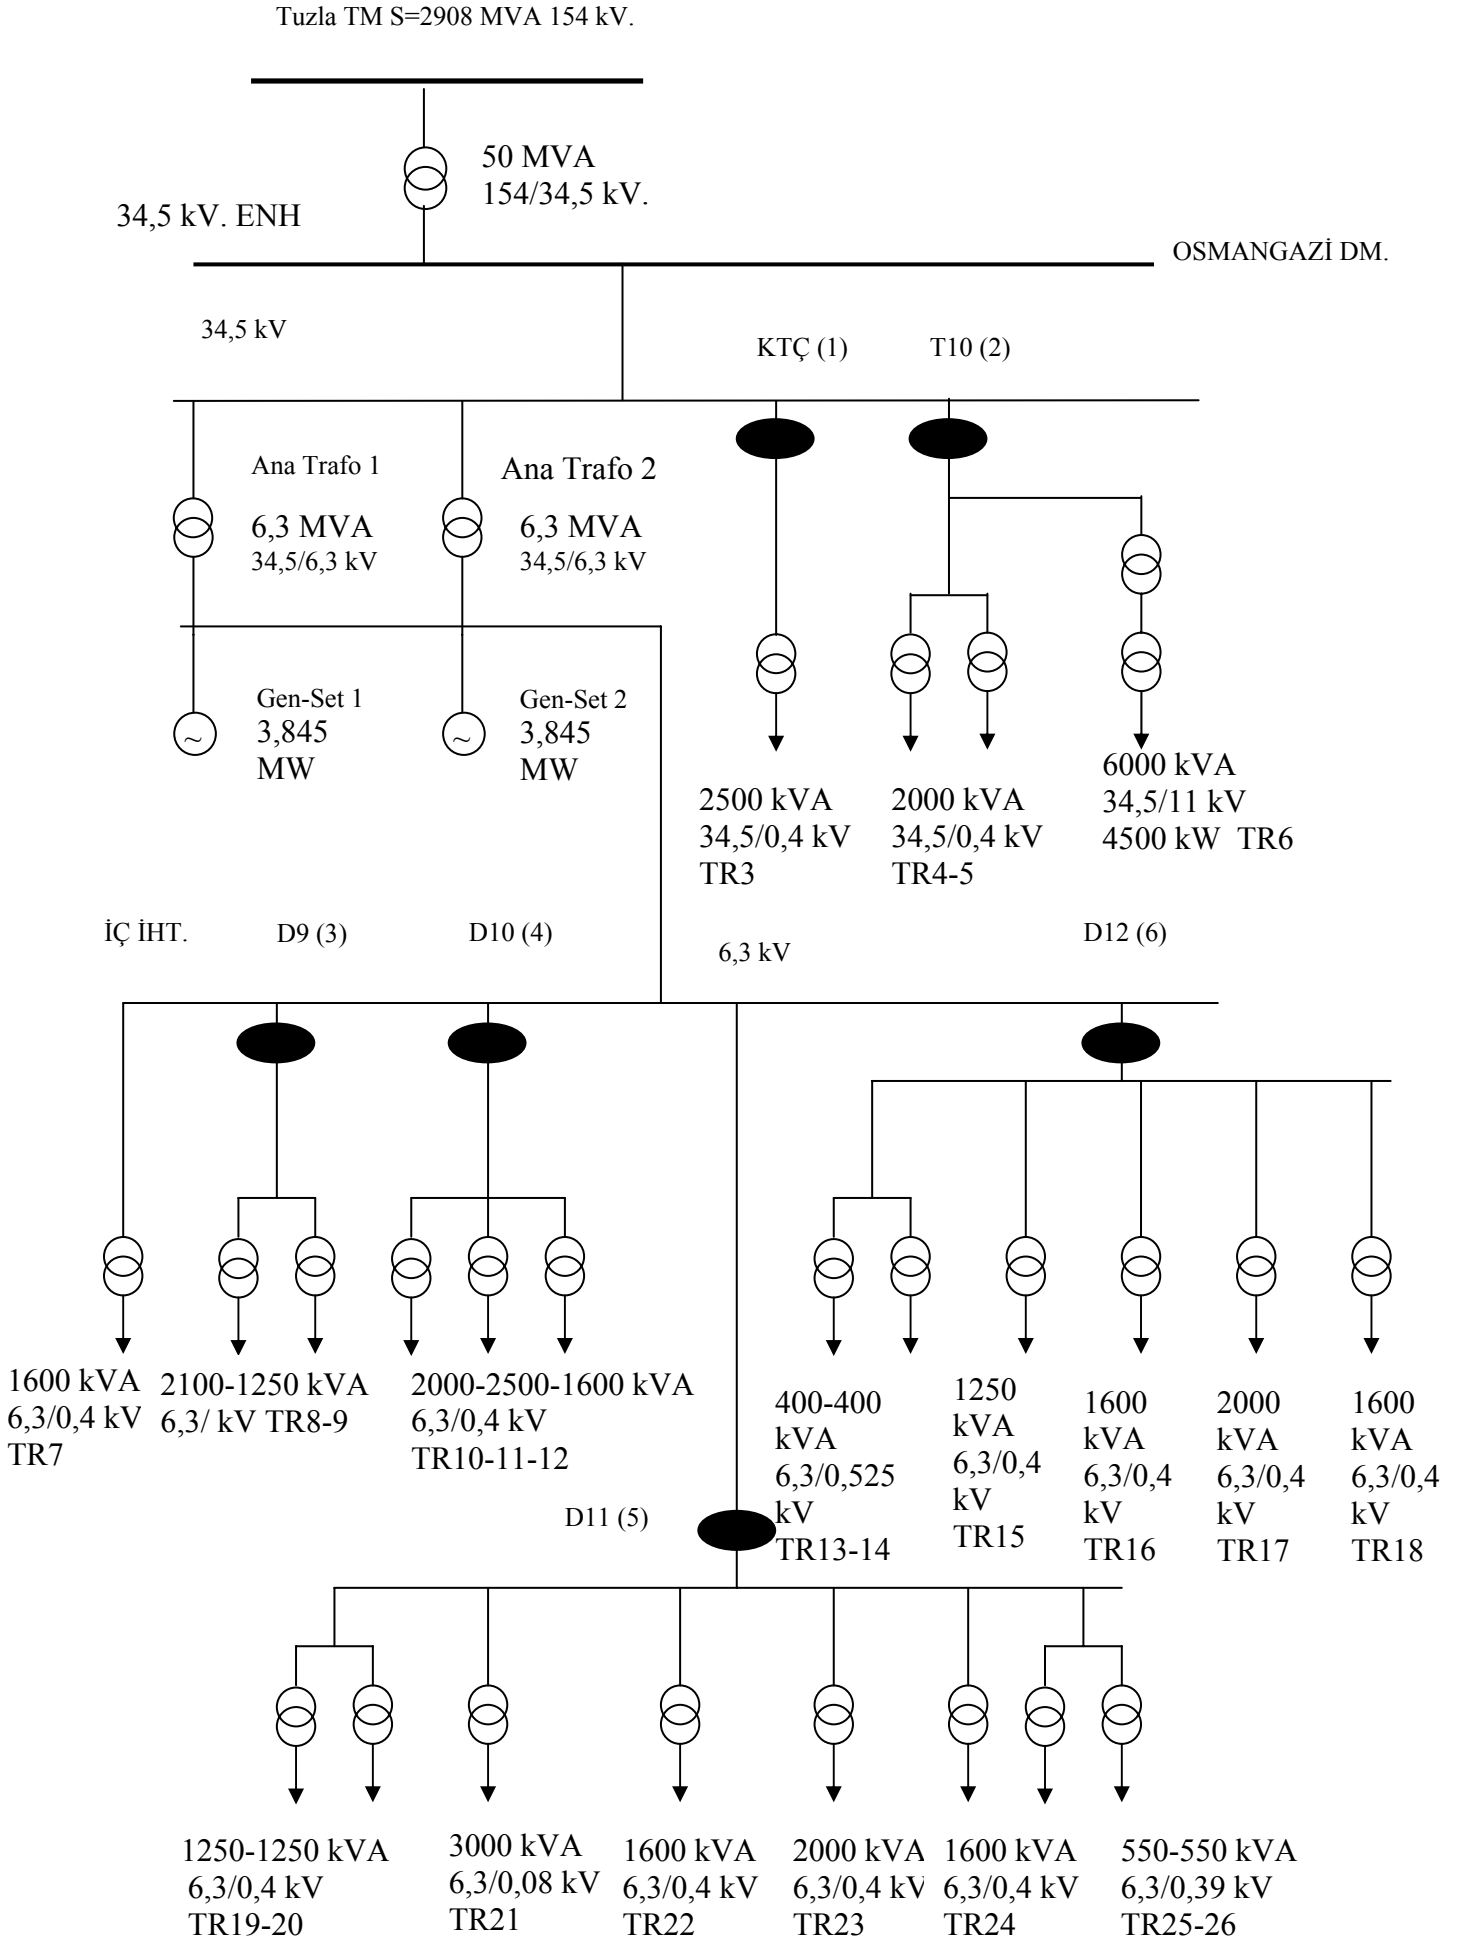 Tuzla TM S=2908 MVA 154 kV.
50 MVA
154/34,5 kV.
34,5 kV. ENH
OSMANGAZİ DM.
34,5 kV
KTÇ (1)
T10 (2)
Ana Trafo 1
6,3 MVA
34,5/6,3 kV
Ana Trafo 2
6,3 MVA
34,5/6,3 kV
Gen-Set 1
3,845
MW
Gen-Set 2
3,845
MW
~
~
2500 kVA
34,5/0,4 kV
TR3
2000 kVA
34,5/0,4 kV
TR4-5
6000 kVA
34,5/11 kV
4500 kW TR6
İÇ İHT.
D9 (3)
D10 (4)
6,3 kV
D12 (6)
1600 kVA
6,3/0,4 kV
TR7
2100-1250 kVA
6,3/ kV TR8-9
2000-2500-1600 kVA
6,3/0,4 kV
TR10-11-12
400-400
kVA
6,3/0,525
kV
TR13-14
1250
kVA
6,3/0,4
kV
TR15
1600
kVA
6,3/0,4
kV
TR16
2000
kVA
6,3/0,4
kV
TR17
1600
kVA
6,3/0,4
kV
TR18
D11 (5)
1250-1250 kVA
6,3/0,4 kV
TR19-20
3000 kVA
6,3/0,08 kV
TR21
1600 kVA
6,3/0,4 kV
TR22
2000 kVA
6,3/0,4 kV
TR23
1600 kVA
6,3/0,4 kV
TR24
550-550 kVA
6,3/0,39 kV
TR25-26